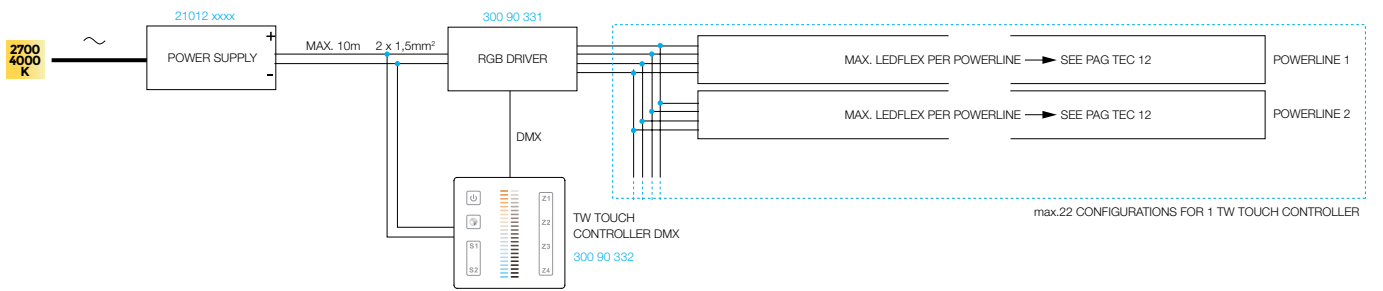 21012 xxxx
300 90 331
2700
4000
K
+
-
POWER SUPPLY
MAX. 10m 2 x 1,5mm²
RGB DRIVER
MAX. LEDFLEX PER POWERLINE SEE PAG TEC 12
POWERLINE 1
MAX. LEDFLEX PER POWERLINE SEE PAG TEC 12
POWERLINE 2
DMX
S1
S2
Z1
Z2
Z3
Z4
TW TOUCH
CONTROLLER DMX
300 90 332
max.22 CONFIGURATIONS FOR 1 TW TOUCH CONTROLLER